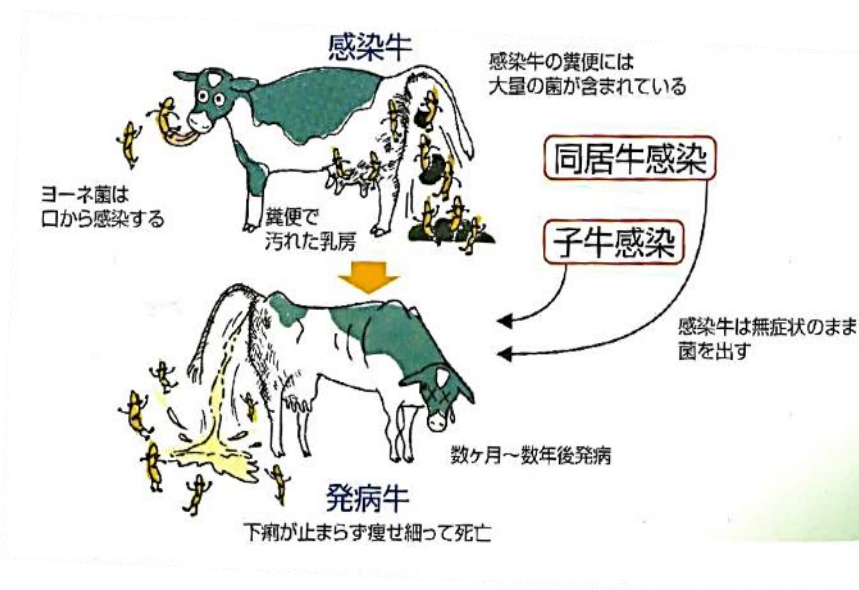 感染牛
感染牛の糞便には
大量の菌が含まれている
同居牛感染
ヨーネ菌は
口から感染する
糞便で
汚れた乳房
子牛感染
感染牛は無症状のまま
菌を出す
数ヶ月~数年後発病
発病牛
下痢が止まらず痩せ細って死亡